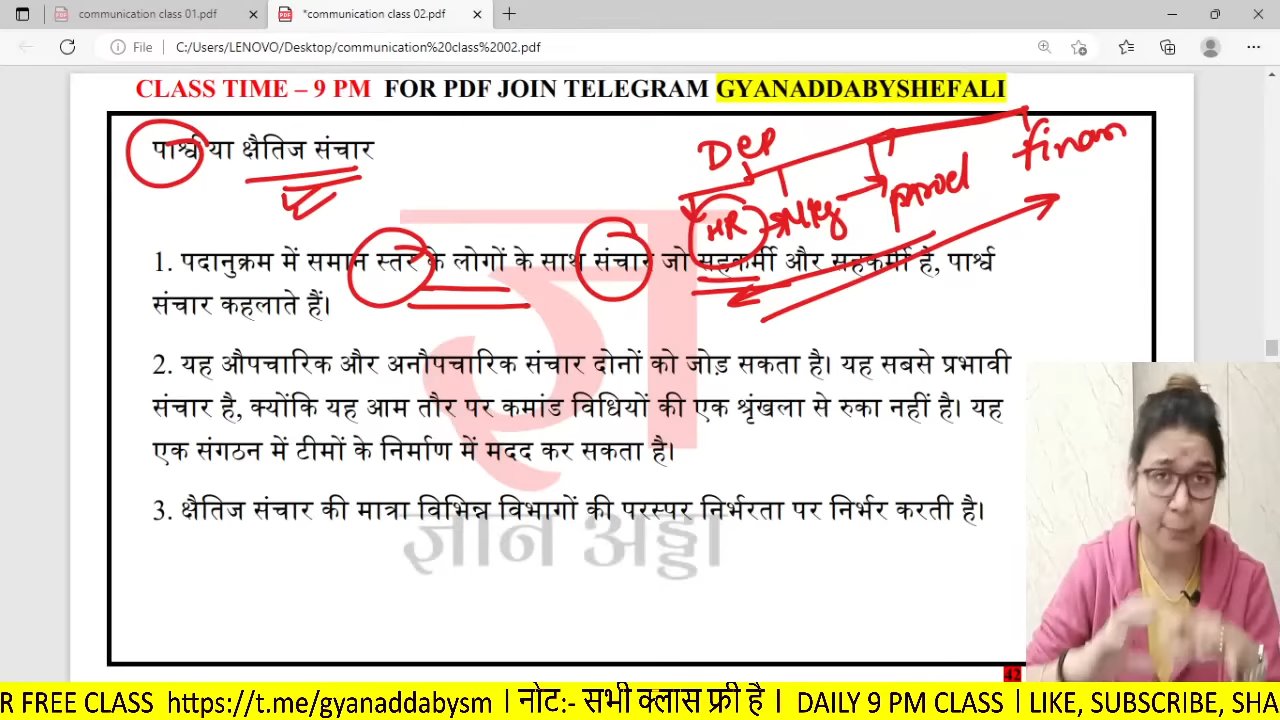 communication class 01.pdf
*communication class 02.pdf
File C:/Users/LENOVO/Desktop/communication%20class%2002.pdf
CLASS TIME – 9 PM FOR PDF JOIN TELEGRAM GYANADDABYSHEFALI
पार्श्व या क्षैतिज संचार
Dep
HR Mkg prod finan
1. पदानुक्रम में समान स्तर के लोगों के साथ संचार जो सहकर्मी और सहकर्मी है, पार्श्व
संचार कहलाते हैं।
2. यह औपचारिक और अनौपचारिक संचार दोनों को जोड़ सकता है। यह सबसे प्रभावी
संचार है, क्योंकि यह आम तौर पर कमांड विधियों की एक श्रृंखला से रुका नहीं है। यह
एक संगठन में टीमों के निर्माण में मदद कर सकता है।
3. क्षैतिज संचार की मात्रा विभिन्न विभागों की परस्पर निर्भरता पर निर्भर करती है।
ज्ञान अड्डा
42
R FREE CLASS https://t.me/gyanaddabysm । नोट:- सभी क्लास फ्री है । DAILY 9 PM CLASS । LIKE, SUBSCRIBE, SHA